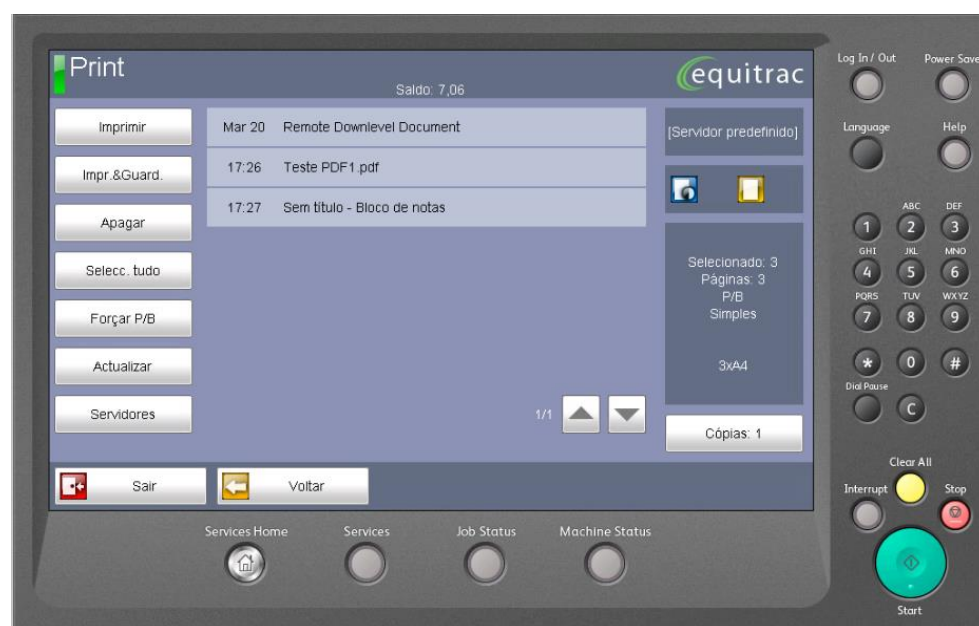 Print
Saldo: 7,06
equitrac
Imprimir
Impr.&Guard.
Apagar
Selecc. tudo
Forçar P/B
Actualizar
Servidores
Mar 20 Remote Downlevel Document
17:26 Teste PDF1.pdf
17:27 Sem título - Bloco de notas
1/1
[Servidor predefinido]
Selecionado: 3
Páginas: 3
P/B
Simples
3xA4
Cópias: 1
Sair
Voltar
Services Home
Services
Job Status
Machine Status
Log In / Out
Power Save
Language
Help
ABC DEF
1 2 3
GHI JKL MNO
4 5 6
PQRS TUV WXYZ
7 8 9
* 0 #
Dial Pause
C
Clear All
Interrupt
Stop
Start